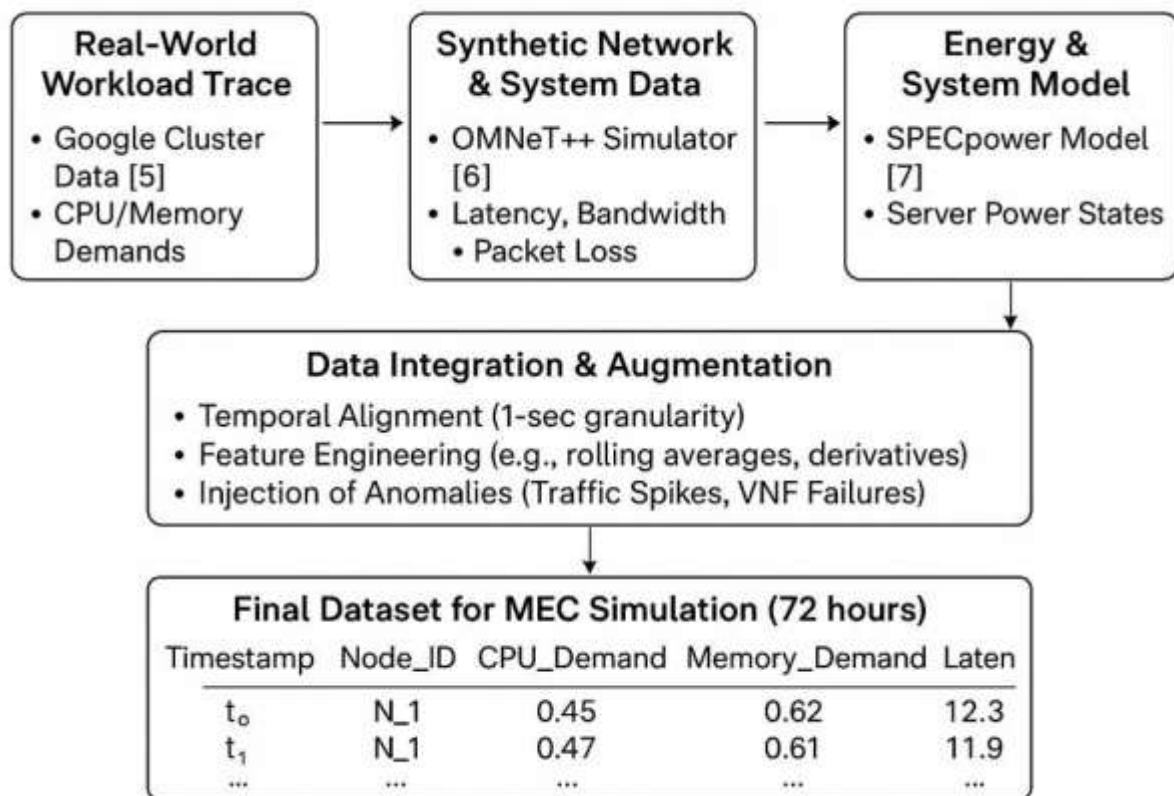 Real-World
Workload Trace
• Google Cluster
Data [5]
• CPU/Memory
Demands
Synthetic Network
& System Data
• OMNeT++ Simulator
[6]
• Latency, Bandwidth
• Packet Loss
Energy &
System Model
• SPECpower Model
[7]
• Server Power States
Data Integration & Augmentation
• Temporal Alignment (1-sec granularity)
• Feature Engineering (e.g., rolling averages, derivatives)
• Injection of Anomalies (Traffic Spikes, VNF Failures)
Final Dataset for MEC Simulation (72 hours)
Timestamp Node_ID CPU_Demand Memory_Demand Laten
t₀ N_1 0.45 0.62 12.3
t₁ N_1 0.47 0.61 11.9
... ... ... ... ...